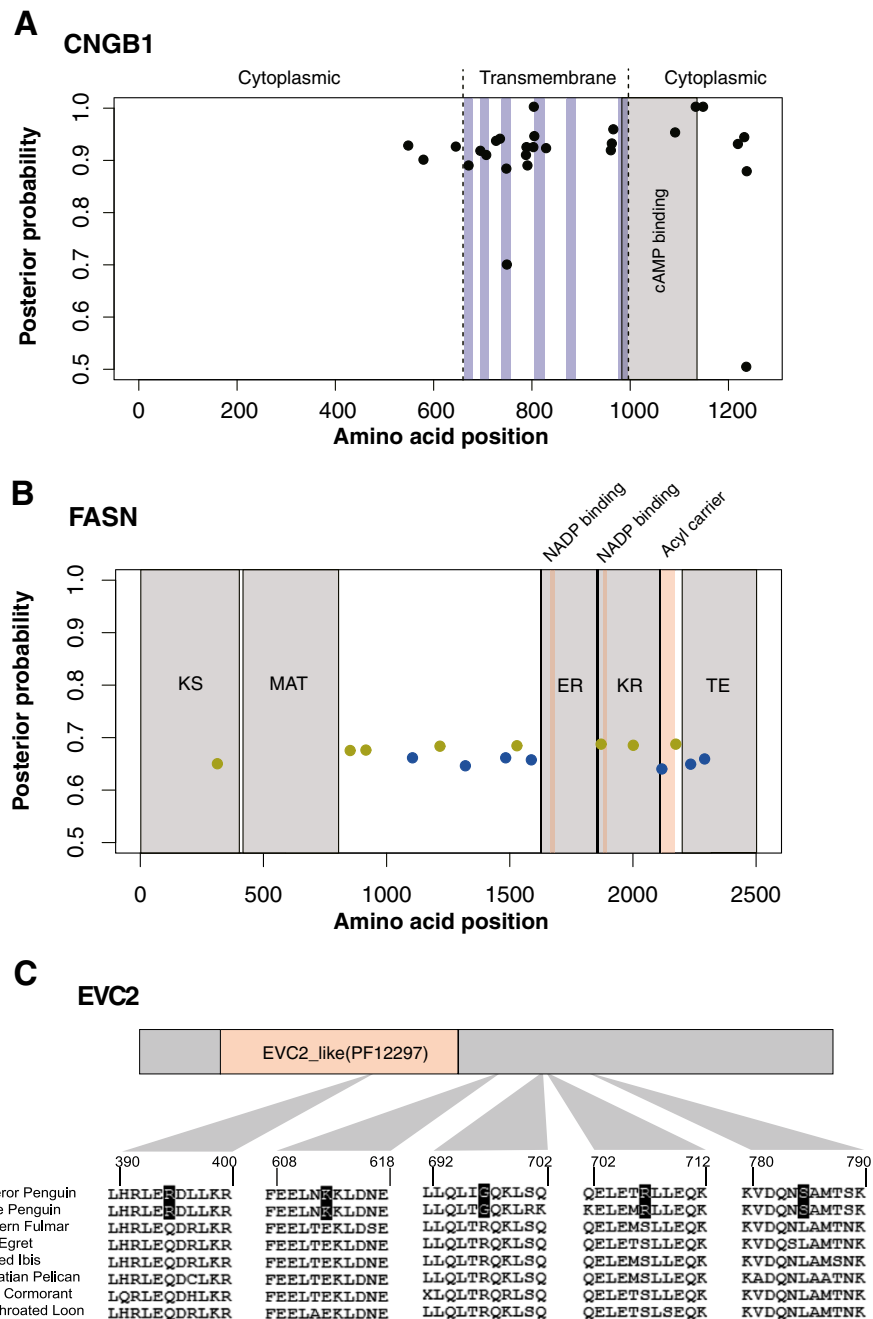 A
CNGB1
Cytoplasmic Transmembrane Cytoplasmic
Posterior probability
1.0
0.9
0.8
0.7
0.6
0.5
cAMP binding
0 200 400 600 800 1000 1200
Amino acid position
B
FASN
NADP binding
NADP binding
Acyl carrier
Posterior probability
1.0
0.9
0.8
0.7
0.6
0.5
KS MAT ER KR TE
0 500 1000 1500 2000 2500
Amino acid position
C
EVC2
EVC2_like(PF12297)
390 400 608 618 692 702 702 712 780 790
Penguin LHRLERDLLKR FEELNKKLDNE LLQLIGQKLSQ QELETRLLEQK KVDQNSAMTSK
Penguin LHRLERDLLKR FEELNKKLDNE LLQLTGQKLRK KELEMRLLEQK KVDQNSAMTSK
Fulmar LHRLEQDRLKR FEELTEKLDSE LLQLTRQKLSQ QELEMSLLEQK KVDQNLAMTNK
Egret LHRLEQDRLKR FEELTEKLDNE LLQLTRQKLSQ QELETSLLEQK KVDQSLAMTNK
Ibis LHRLEQDRLKR FEELTEKLDNE LLQLTRQKLSQ QELEMSLLEQK KVDQNLAMSNK
Pelican LHRLEQDCLKR FEELTEKLDNE LLQLTRQKLSQ QELEMSLLEQK KADQNLAATNK
Cormorant LQRLEQDHLKR FEELTEKLDNE XLQLTRQRLSQ QELETSLLEQK KVDQNLAMTNK
Loon LHRLEQDRLKR FEELAEKLDNE LLQLTRQKLSQ QELETSLSEQK KVDQNLAMTNK